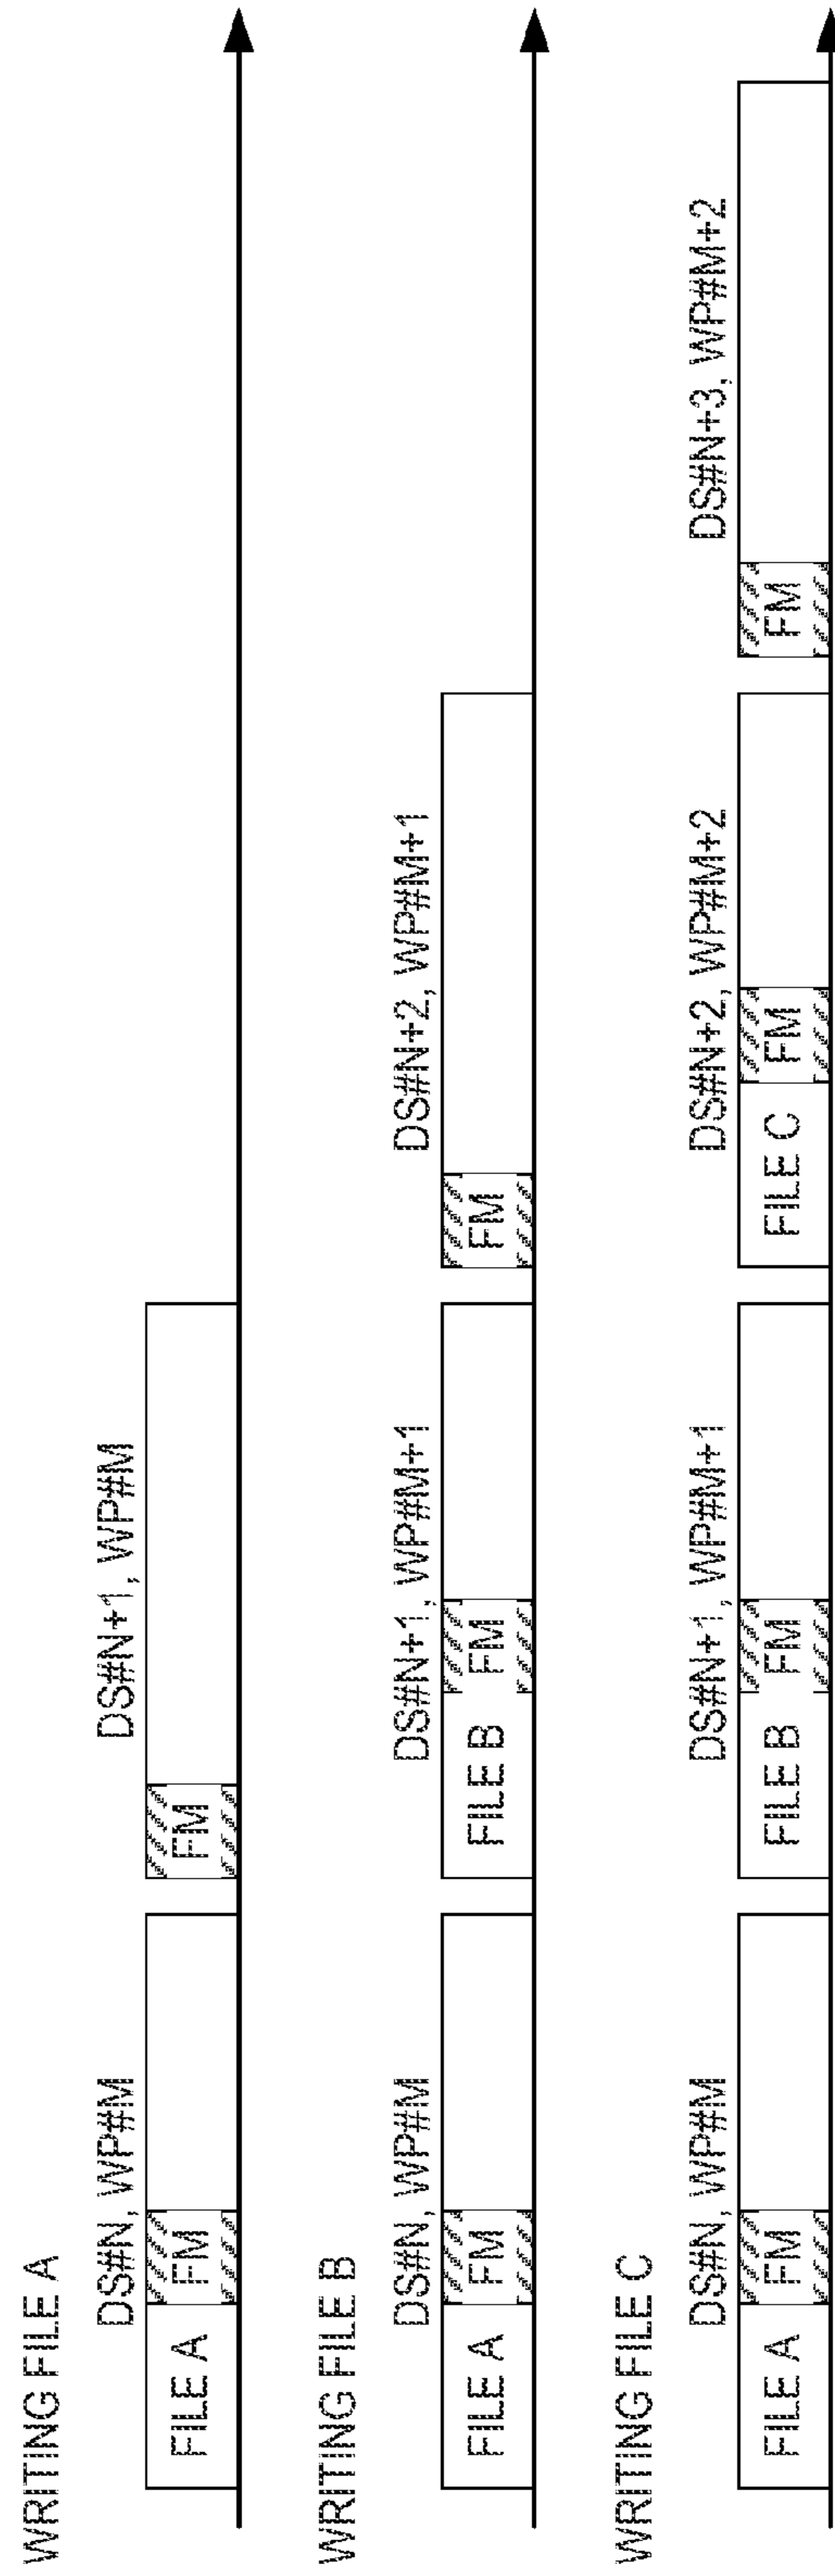 WRITING FILE A
DS#N, WP#M DS#N+1, WP#M
FILE A FM FM
WRITING FILE B
DS#N, WP#M DS#N+1, WP#M+1 DS#N+2, WP#M+1
FILE A FM FILE B FM FM
WRITING FILE C
DS#N, WP#M DS#N+1, WP#M+1 DS#N+2, WP#M+2 DS#N+3, WP#M+2
FILE A FM FILE B FM FILE C FM FM